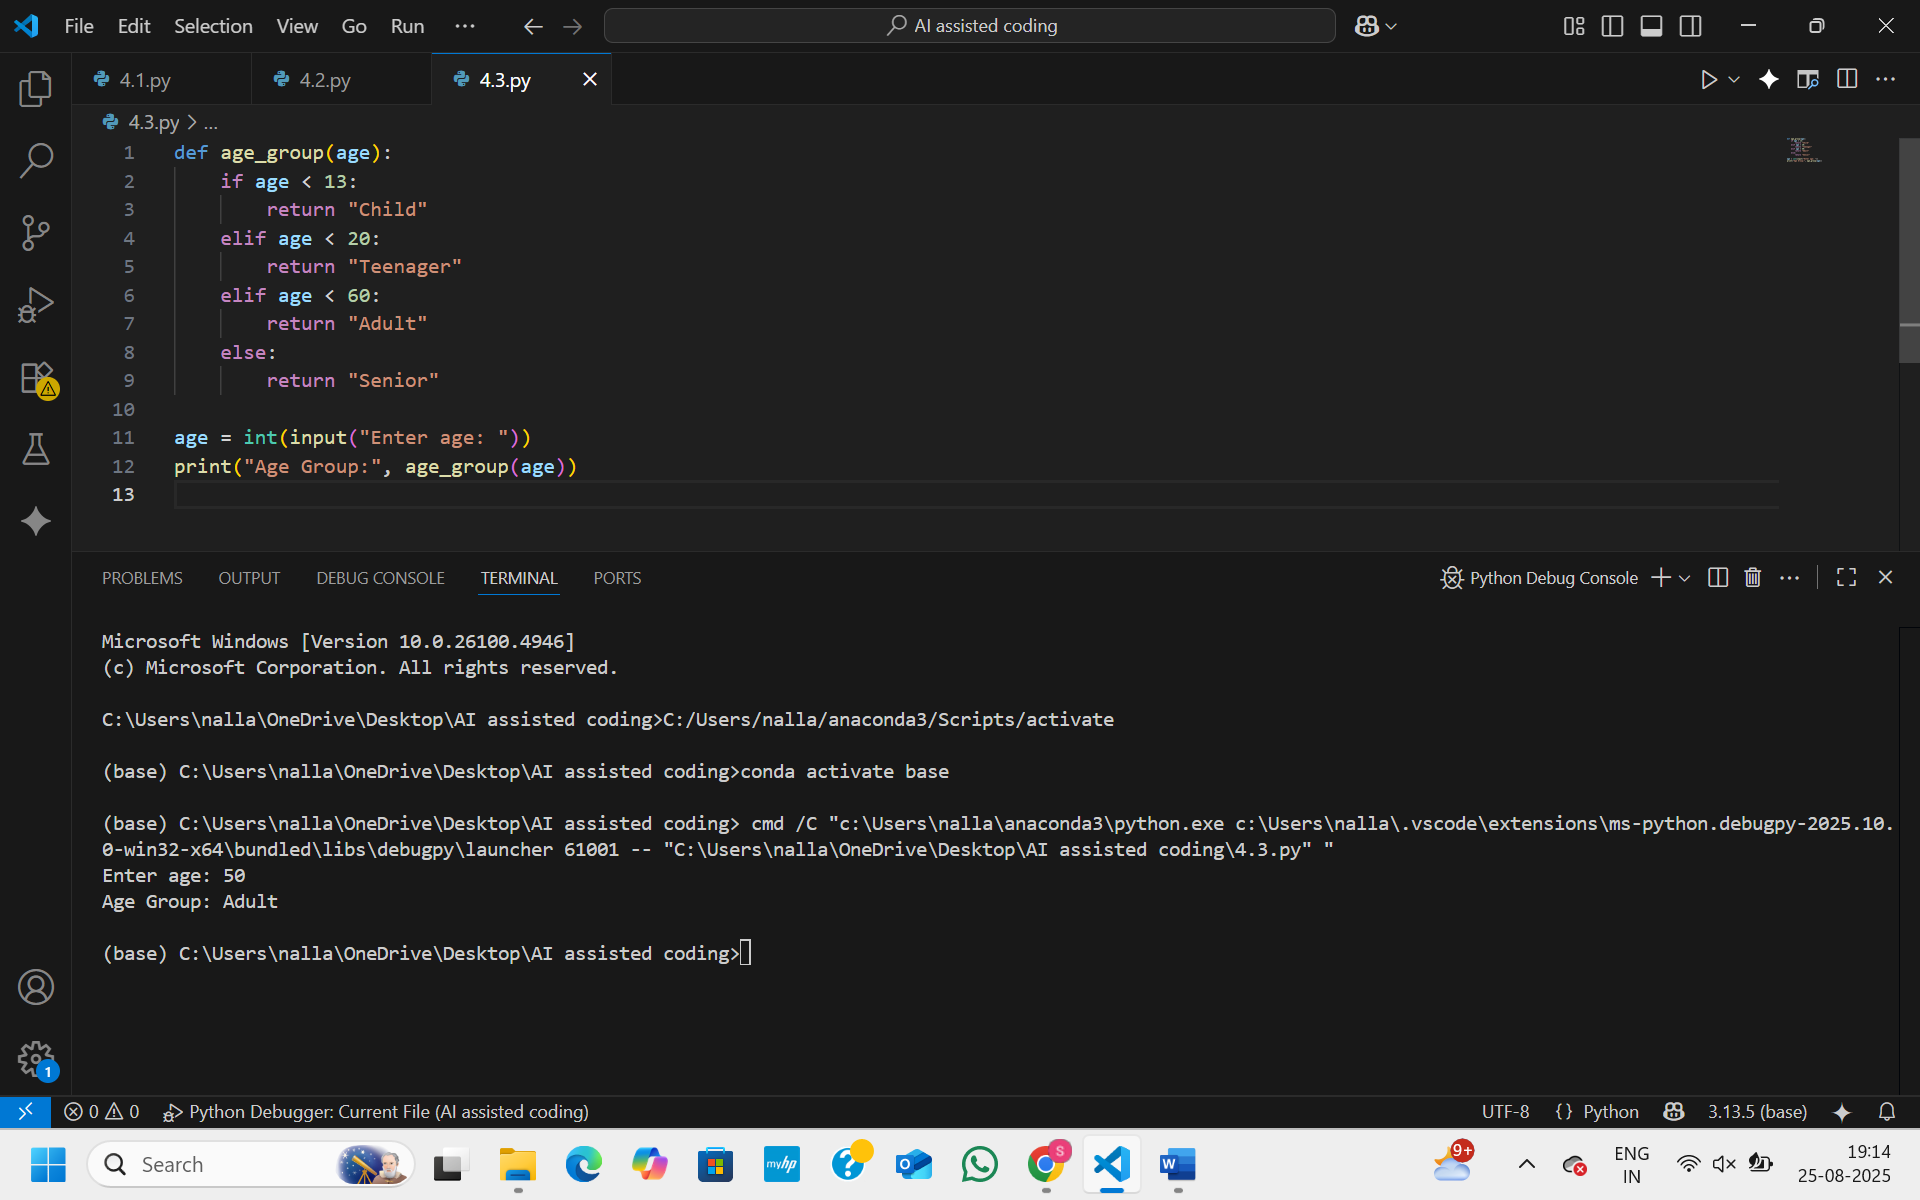 File Edit Selection View Go Run ··· AI assisted coding
4.1.py 4.2.py 4.3.py
4.3.py > ...
1 def age_group(age):
2     if age < 13:
3         return "Child"
4     elif age < 20:
5         return "Teenager"
6     elif age < 60:
7         return "Adult"
8     else:
9         return "Senior"
10
11 age = int(input("Enter age: "))
12 print("Age Group:", age_group(age))
13
PROBLEMS OUTPUT DEBUG CONSOLE TERMINAL PORTS Python Debug Console
Microsoft Windows [Version 10.0.26100.4946]
(c) Microsoft Corporation. All rights reserved.
C:\Users\nalla\OneDrive\Desktop\AI assisted coding>C:/Users/nalla/anaconda3/Scripts/activate
(base) C:\Users\nalla\OneDrive\Desktop\AI assisted coding>conda activate base
(base) C:\Users\nalla\OneDrive\Desktop\AI assisted coding> cmd /C "c:\Users\nalla\anaconda3\python.exe c:\Users\nalla\.vscode\extensions\ms-python.debugpy-2025.10.
0-win32-x64\bundled\libs\debugpy\launcher 61001 -- "C:\Users\nalla\OneDrive\Desktop\AI assisted coding\4.3.py" "
Enter age: 50
Age Group: Adult
(base) C:\Users\nalla\OneDrive\Desktop\AI assisted coding>
1
0 0 Python Debugger: Current File (AI assisted coding) UTF-8 {} Python 3.13.5 (base)
Search myhp S W 9+ ENG 19:14
IN 25-08-2025